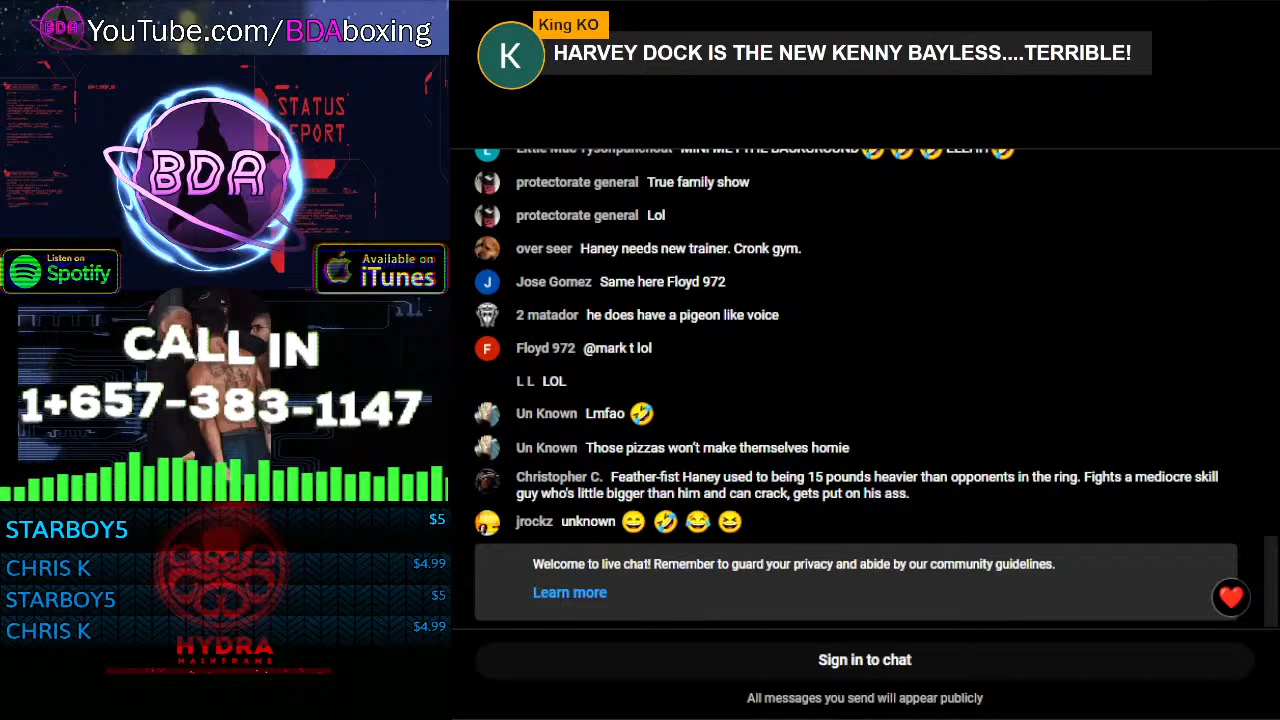 YouTube.com/BDAboxing
BDA
STATUS
REPORT
BDA
Listen on
Spotify
Available on
iTunes
CALL IN
1+657-383-1147
STARBOY5 $5
CHRIS K $4.99
STARBOY5 $5
CHRIS K $4.99
HYDRA
MAINFRAME
King KO
K
HARVEY DOCK IS THE NEW KENNY BAYLESS....TERRIBLE!
protectorate general True family show
protectorate general Lol
over seer Haney needs new trainer. Cronk gym.
J Jose Gomez Same here Floyd 972
2 matador he does have a pigeon like voice
F Floyd 972 @mark t lol
L L LOL
Un Known Lmfao 🤣
Un Known Those pizzas won't make themselves homie
Christopher C. Feather-fist Haney used to being 15 pounds heavier than opponents in the ring. Fights a mediocre skill
guy who's little bigger than him and can crack, gets put on his ass.
jrockz unknown 😄 🤣 😂 😆
Welcome to live chat! Remember to guard your privacy and abide by our community guidelines.
Learn more
Sign in to chat
All messages you send will appear publicly